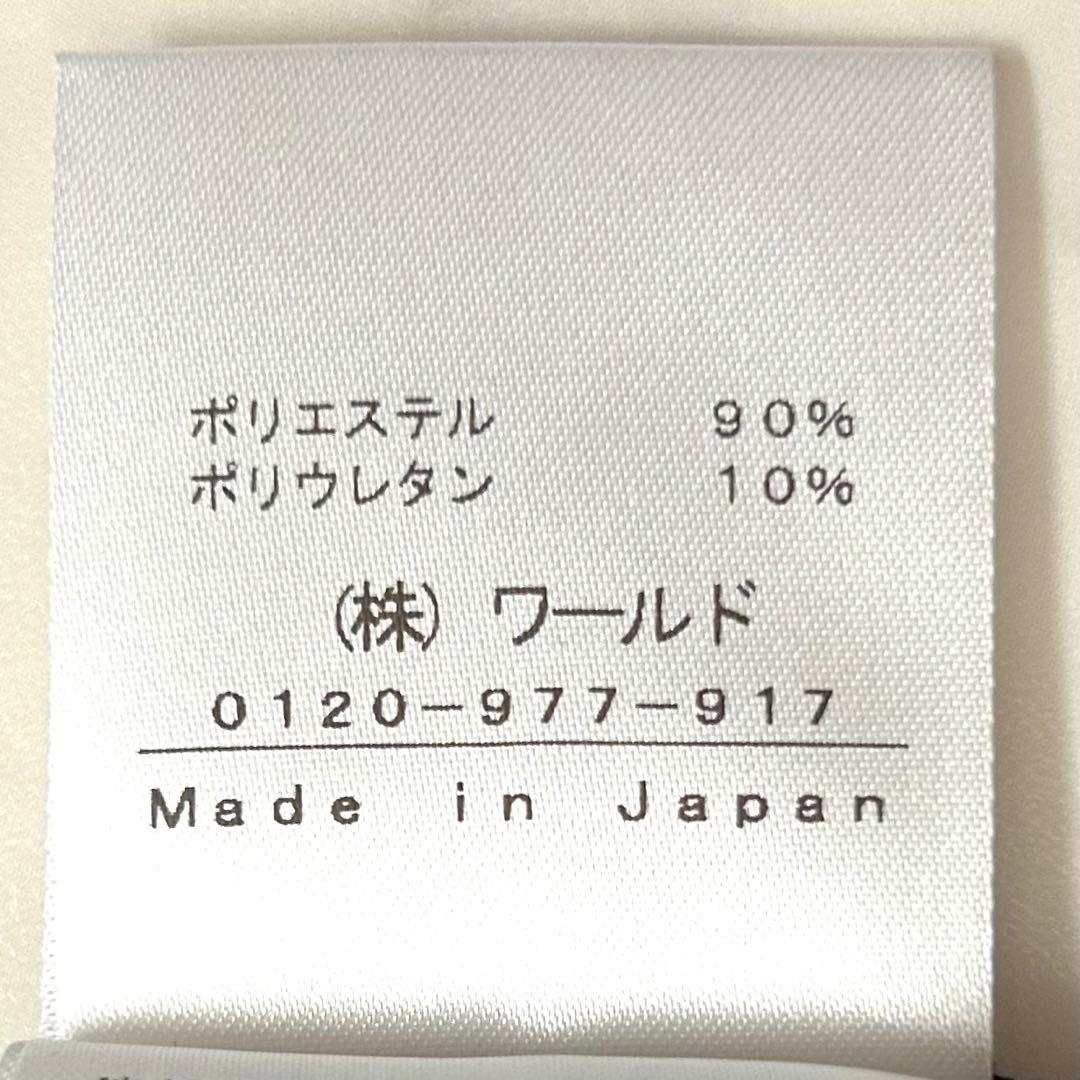 ポリエステル 90%
ポリウレタン 10%
(株) ワールド
0120-977-917
Made in Japan